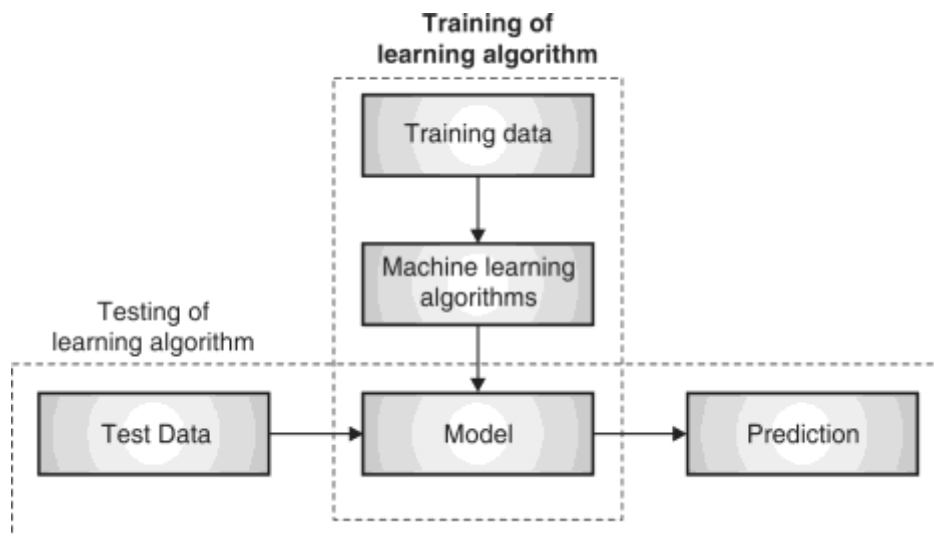 Training of
learning algorithm
Training data
Machine learning
algorithms
Testing of
learning algorithm
Test Data
Model
Prediction